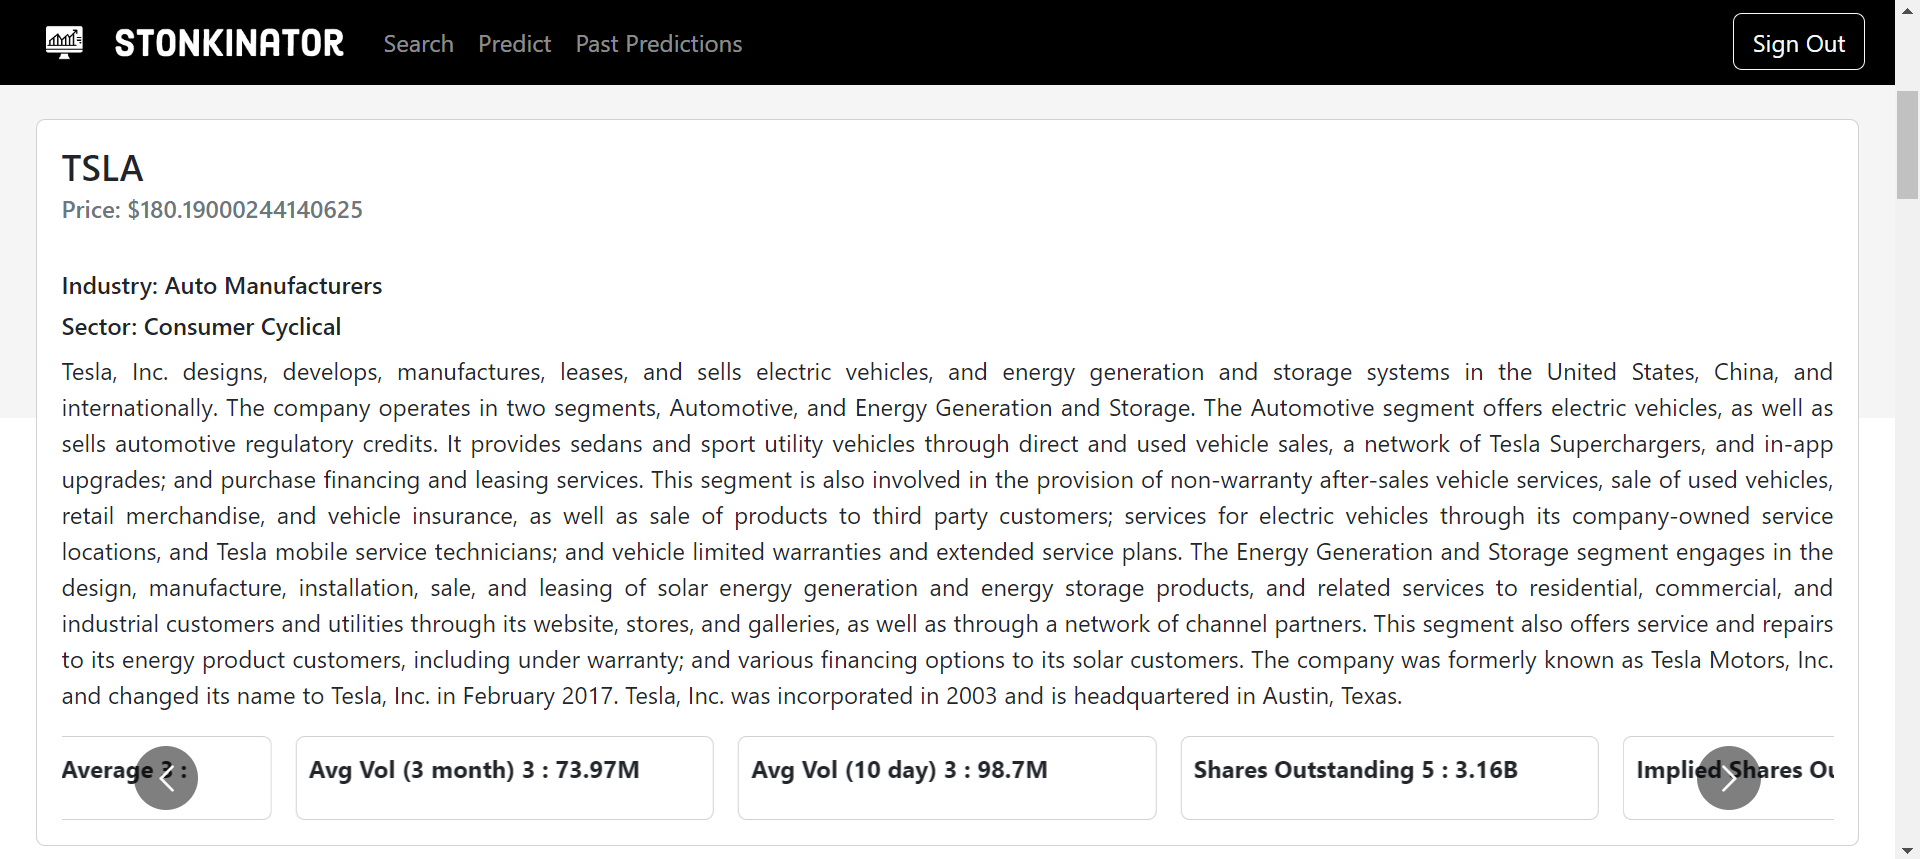 STONKINATOR Search Predict Past Predictions Sign Out
TSLA
Price: $180.19000244140625
Industry: Auto Manufacturers
Sector: Consumer Cyclical
Tesla, Inc. designs, develops, manufactures, leases, and sells electric vehicles, and energy generation and storage systems in the United States, China, and
internationally. The company operates in two segments, Automotive, and Energy Generation and Storage. The Automotive segment offers electric vehicles, as well as
sells automotive regulatory credits. It provides sedans and sport utility vehicles through direct and used vehicle sales, a network of Tesla Superchargers, and in-app
upgrades; and purchase financing and leasing services. This segment is also involved in the provision of non-warranty after-sales vehicle services, sale of used vehicles,
retail merchandise, and vehicle insurance, as well as sale of products to third party customers; services for electric vehicles through its company-owned service
locations, and Tesla mobile service technicians; and vehicle limited warranties and extended service plans. The Energy Generation and Storage segment engages in the
design, manufacture, installation, sale, and leasing of solar energy generation and energy storage products, and related services to residential, commercial, and
industrial customers and utilities through its website, stores, and galleries, as well as through a network of channel partners. This segment also offers service and repairs
to its energy product customers, including under warranty; and various financing options to its solar customers. The company was formerly known as Tesla Motors, Inc.
and changed its name to Tesla, Inc. in February 2017. Tesla, Inc. was incorporated in 2003 and is headquartered in Austin, Texas.
Average 3 : Avg Vol (3 month) 3 : 73.97M Avg Vol (10 day) 3 : 98.7M Shares Outstanding 5 : 3.16B Implied Shares